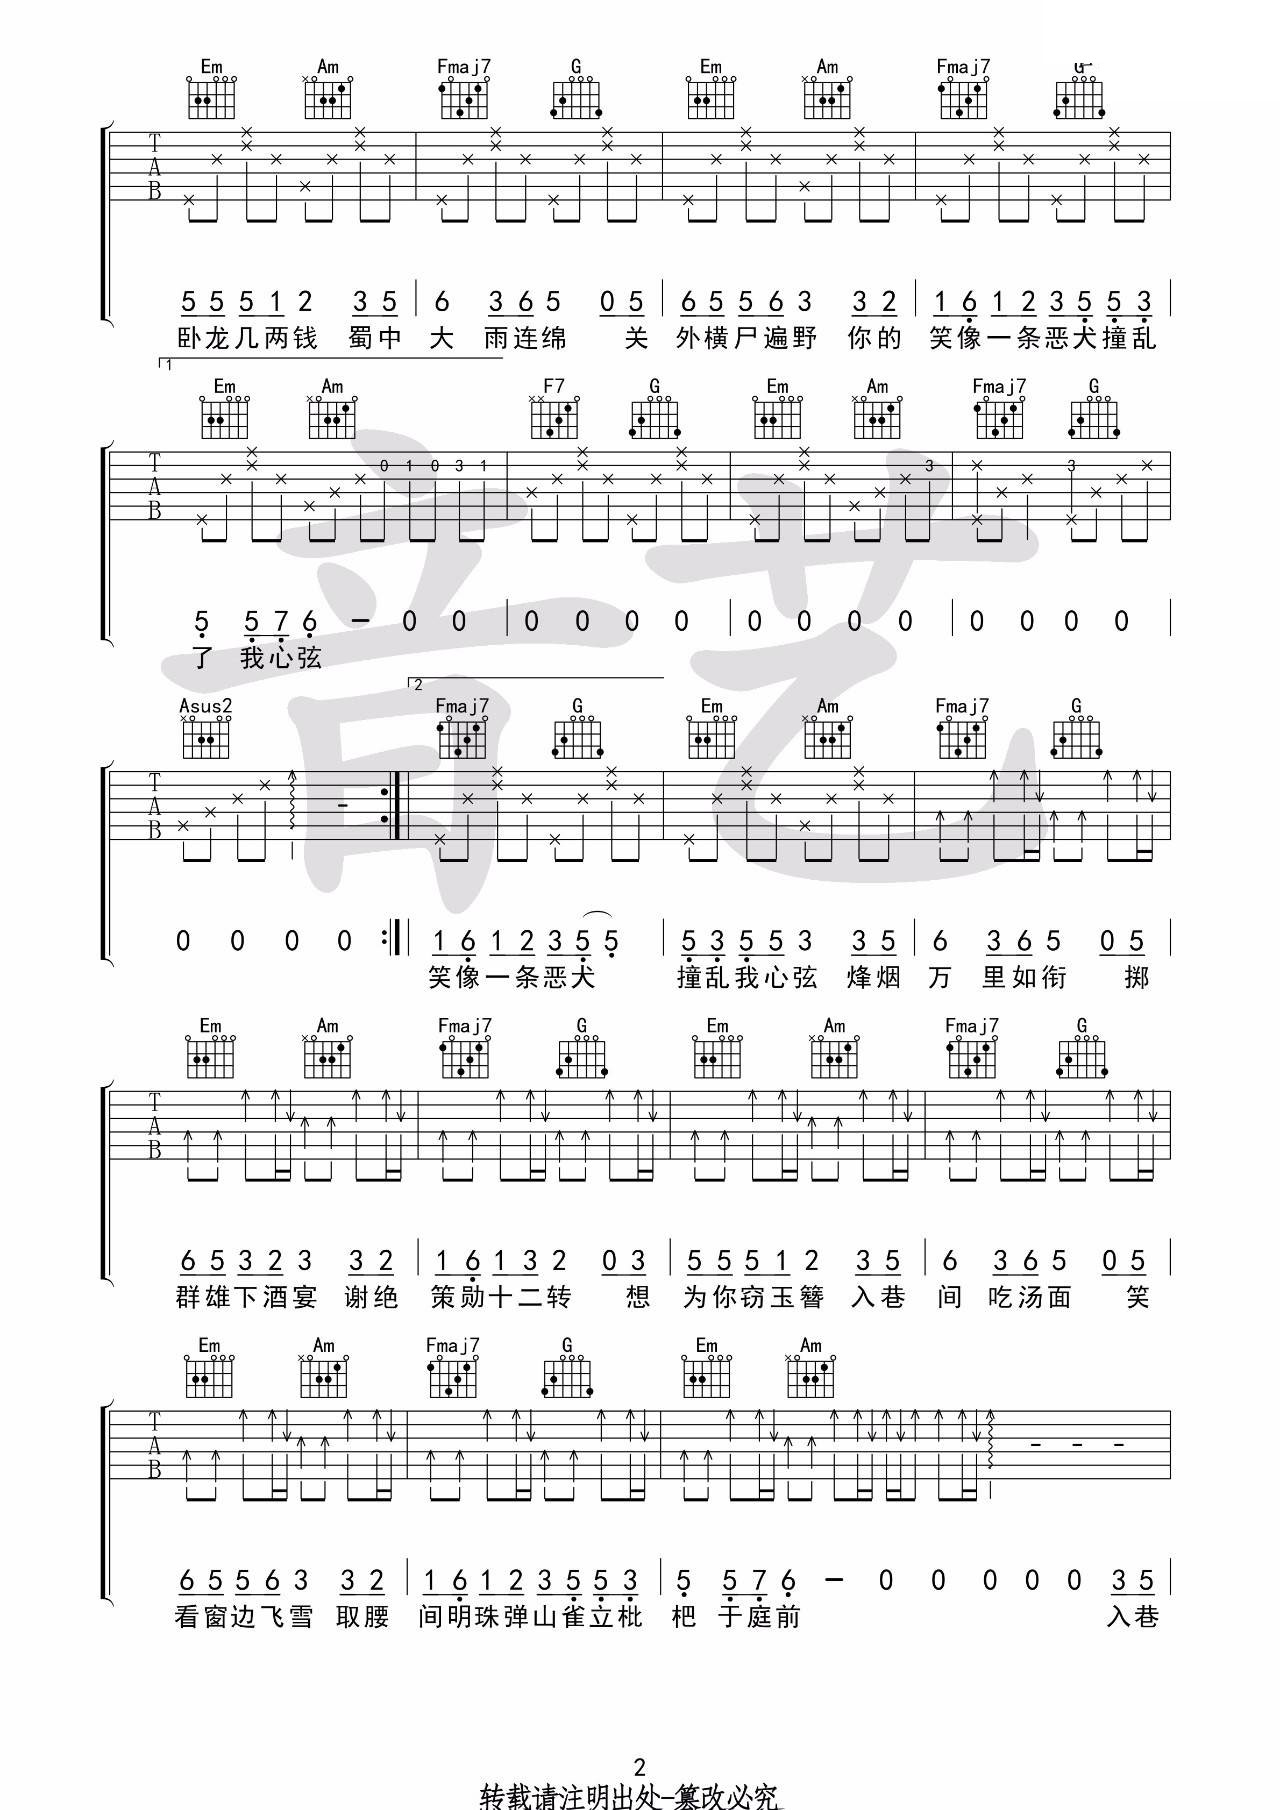 Em Am Fmaj7 G Em Am Fmaj7 G
T
A
B
5 5 5 1 2 3 5 6 3 6 5 0 5 6 5 5 6 3 3 2 1 6 1 2 3 5 5 3
卧龙几两钱 蜀中 大 雨连绵 关 外横尸遍野 你的 笑像一条恶犬撞乱
1
Em Am F7 G Em Am Fmaj7 G
T 0 1 0 3 1 3 3
A
B
5 5 7 6 – 0 0 0 0 0 0 0 0 0 0 0 0 0 0
了 我心弦
2
Asus2 Fmaj7 G Em Am Fmaj7 G
T
A
B
0 0 0 0 1 6 1 2 3 5 5 5 3 5 5 3 3 5 6 3 6 5 0 5
笑像一条恶犬 撞乱我心弦 烽烟 万 里如衔 掷
Em Am Fmaj7 G Em Am Fmaj7 G
T
A
B
6 5 3 2 3 3 2 1 6 1 3 2 0 3 5 5 5 1 2 3 5 6 3 6 5 0 5
群雄下酒宴 谢绝 策勋十二转 想 为你窃玉簪 入巷 间 吃汤面 笑
Em Am Fmaj7 G Em Am
T
A
B
6 5 5 6 3 3 2 1 6 1 2 3 5 5 3 5 5 7 6 – 0 0 0 0 0 3 5
看窗边飞雪 取腰 间明珠弹山雀立枇 杷 于庭前 入巷
2
转载请注明出处-篡改必究
音艺